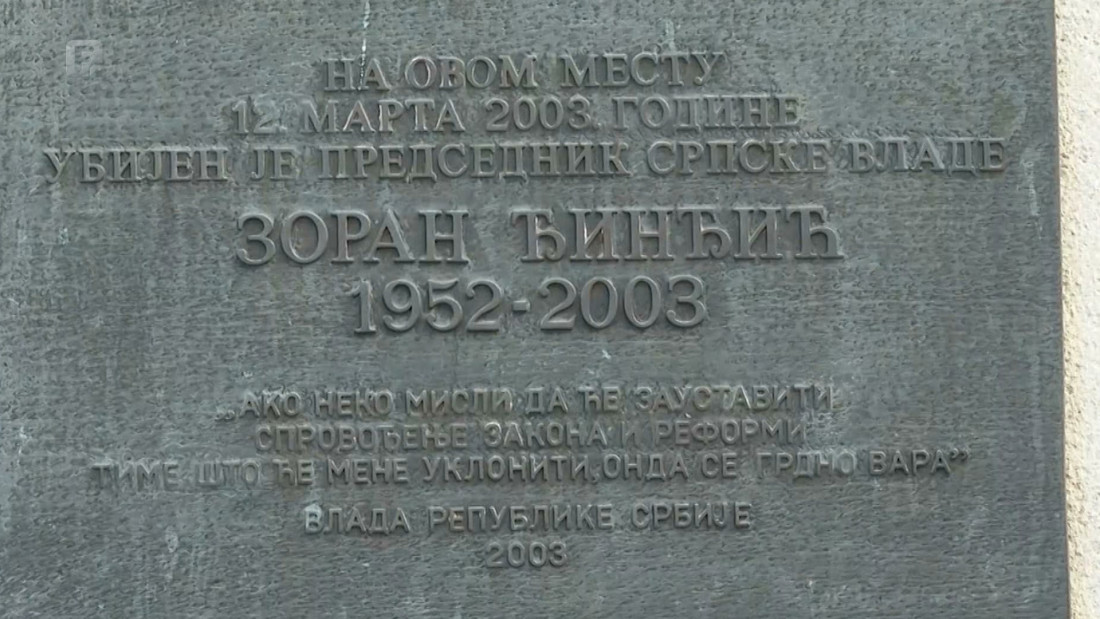 НА ОВОМ МЕСТУ
12. МАРТА 2003. ГОДИНЕ
УБИЈЕН ЈЕ ПРЕДСЕДНИК СРПСКЕ ВЛАДЕ
ЗОРАН ЂИНЂИЋ
1952-2003
„АКО НЕКО МИСЛИ ДА ЋЕ ЗАУСТАВИТИ
СПРОВОЂЕЊЕ ЗАКОНА И РЕФОРМИ
ТИМЕ ШТО ЋЕ МЕНЕ УКЛОНИТИ, ОНДА СЕ ГРДНО ВАРА”
ВЛАДА РЕПУБЛИКЕ СРБИЈЕ
2003